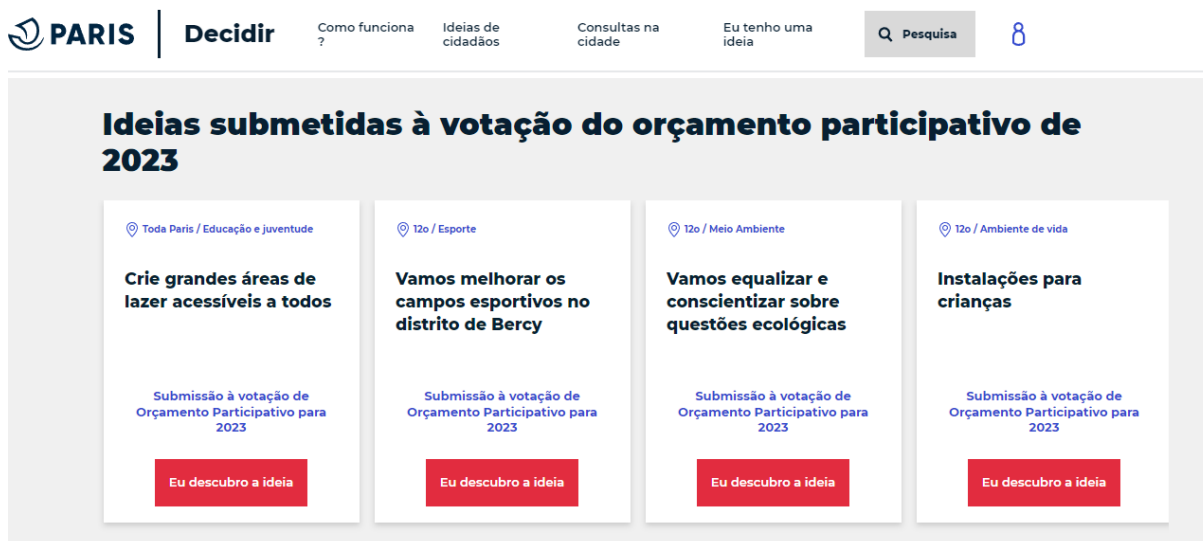 PARIS
Decidir
Como funciona
?
Ideias de
cidadãos
Consultas na
cidade
Eu tenho uma
ideia
Pesquisa
Ideias submetidas à votação do orçamento participativo de
2023
Toda Paris / Educação e juventude
Crie grandes áreas de
lazer acessíveis a todos
Submissão à votação de
Orçamento Participativo para
2023
Eu descubro a ideia
12o / Esporte
Vamos melhorar os
campos esportivos no
distrito de Bercy
Submissão à votação de
Orçamento Participativo para
2023
Eu descubro a ideia
12o / Meio Ambiente
Vamos equalizar e
conscientizar sobre
questões ecológicas
Submissão à votação de
Orçamento Participativo para
2023
Eu descubro a ideia
12o / Ambiente de vida
Instalações para
crianças
Submissão à votação de
Orçamento Participativo para
2023
Eu descubro a ideia